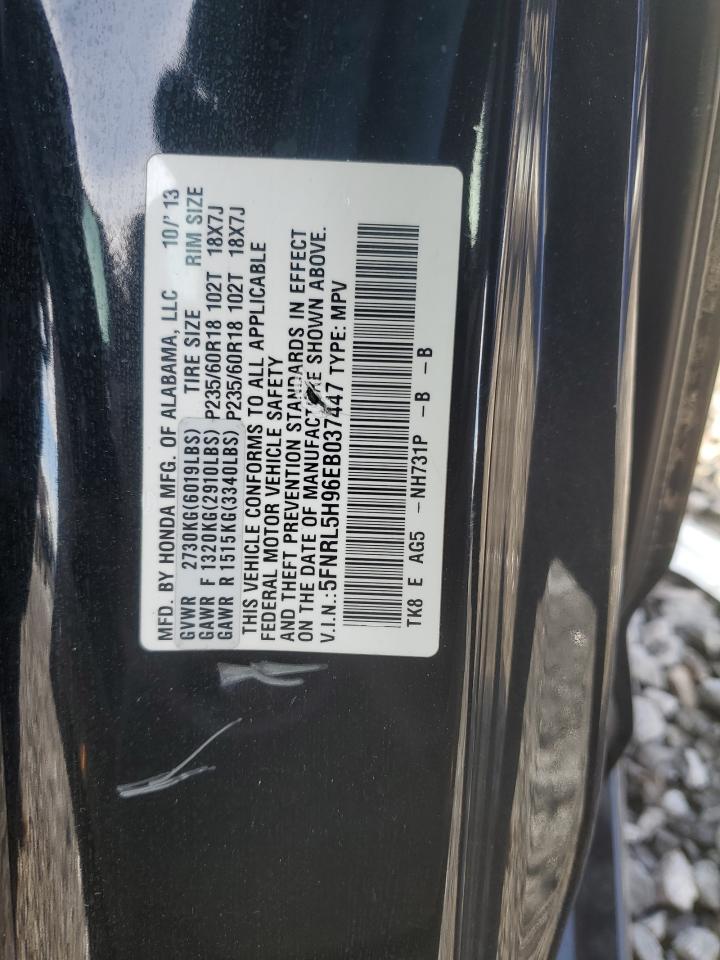 MFD. BY HONDA MFG. OF ALABAMA, LLC 10/'13
GVWR 2730KG(6019LBS) TIRE SIZE RIM SIZE
GAWR F 1320KG(2910LBS) P235/60R18 102T 18X7J
GAWR R 1515KG(3340LBS) P235/60R18 102T 18X7J
THIS VEHICLE CONFORMS TO ALL APPLICABLE
FEDERAL MOTOR VEHICLE SAFETY
AND THEFT PREVENTION STANDARDS IN EFFECT
ON THE DATE OF MANUFACTURE SHOWN ABOVE.
V.I.N.:5FNRL5H96EB037447 TYPE: MPV
TK8 E AG5 -NH731P -B -B